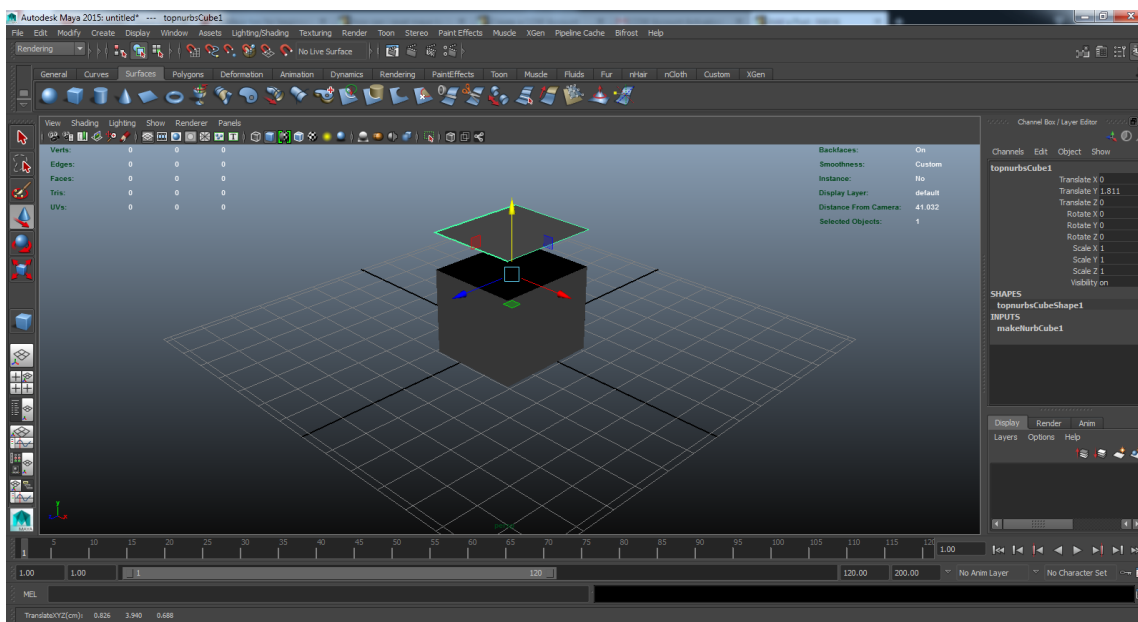 Autodesk Maya 2015: untitled* --- topnurbsCube1
File Edit Modify Create Display Window Assets Lighting/Shading Texturing Render Toon Stereo Paint Effects Muscle XGen Pipeline Cache Bifrost Help
Rendering No Live Surface
General Curves Surfaces Polygons Deformation Animation Dynamics Rendering PaintEffects Toon Muscle Fluids Fur nHair nCloth Custom XGen
View Shading Lighting Show Renderer Panels
Verts: 0 0 0
Edges: 0 0 0
Faces: 0 0 0
Tris: 0 0 0
UVs: 0 0 0
Backfaces: On
Smoothness: Custom
Instance: No
Display Layer: default
Distance From Camera: 41.032
Selected Objects: 1
y
x
Channel Box / Layer Editor
Channels Edit Object Show
topnurbsCube1
Translate X 0
Translate Y 1.811
Translate Z 0
Rotate X 0
Rotate Y 0
Rotate Z 0
Scale X 1
Scale Y 1
Scale Z 1
Visibility on
SHAPES
topnurbsCubeShape1
INPUTS
makeNurbCube1
Display Render Anim
Layers Options Help
MAYA
1 5 10 15 20 25 30 35 40 45 50 55 60 65 70 75 80 85 90 95 100 105 110 115 120 1.00
1.00 1.00 1 120 120.00 200.00 No Anim Layer No Character Set
MEL
TranslateXYZ(cm): 0.826 3.940 0.688